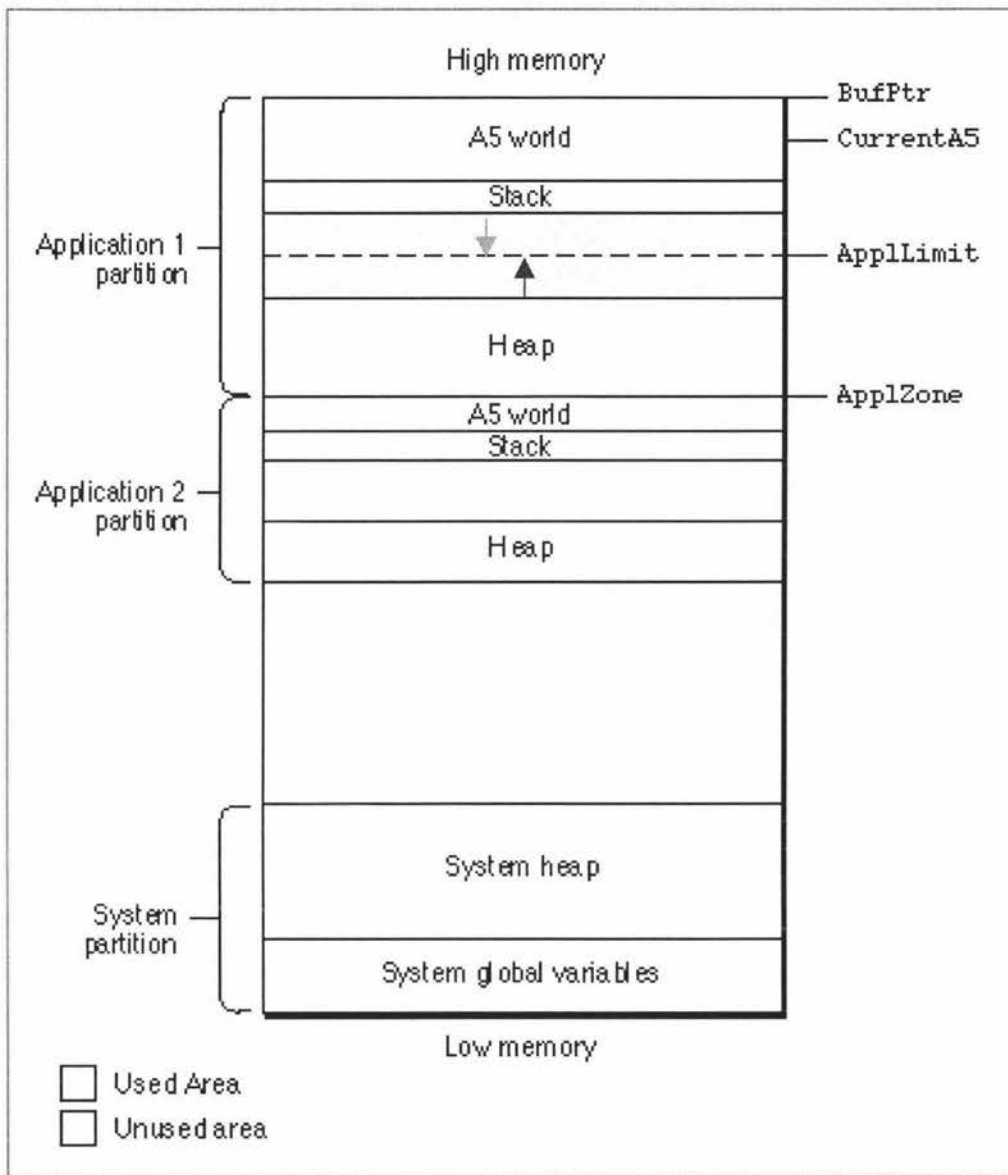 High memory
BufPtr
A5 world
CurrentA5
Stack
Application 1
partition
ApplLimit
Heap
ApplZone
A5 world
Stack
Application 2
partition
Heap
System heap
System
partition
System global variables
Low memory
Used Area
Unused area